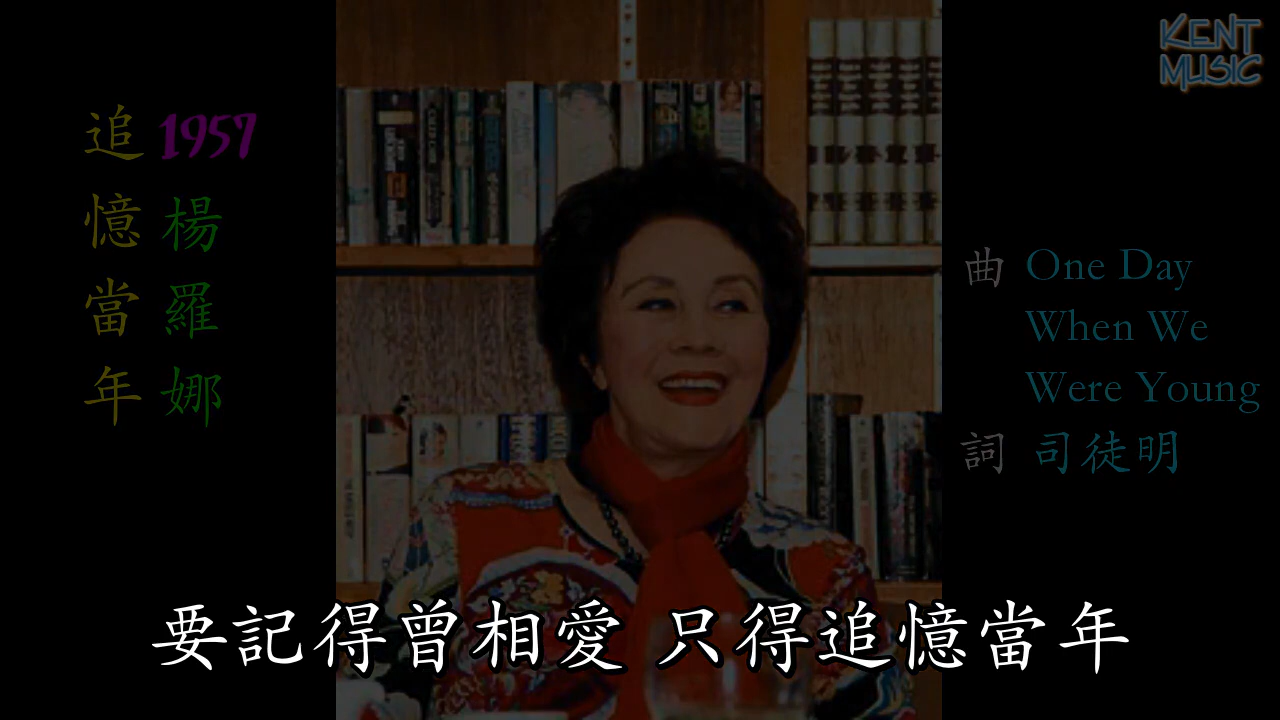 追憶當年
1957
楊羅娜
曲 One Day
When We
Were Young
詞 司徒明
KENT
MUSIC
要記得曾相愛 只得追憶當年